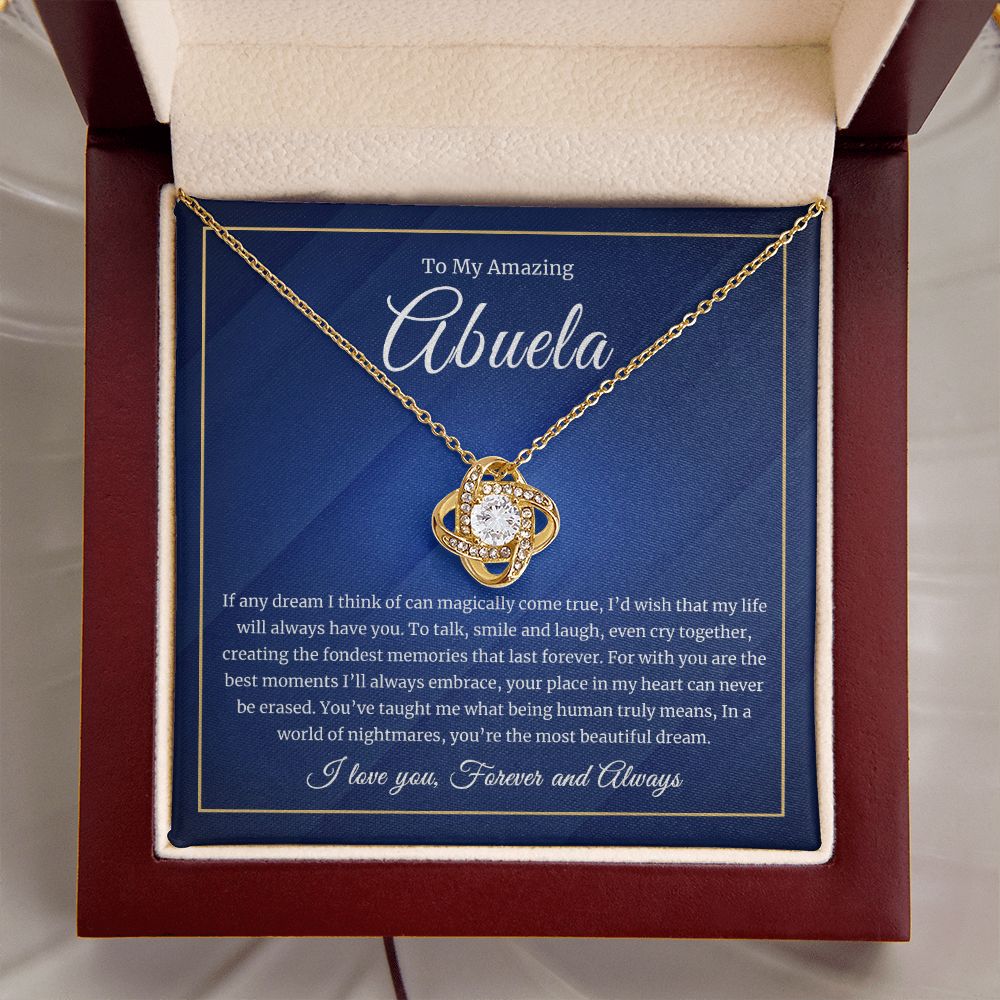 To My Amazing
Abuela
If any dream I think of can magically come true, I’d wish that my life
will always have you. To talk, smile and laugh, even cry together,
creating the fondest memories that last forever. For with you are the
best moments I’ll always embrace, your place in my heart can never
be erased. You’ve taught me what being human truly means, In a
world of nightmares, you’re the most beautiful dream.
I love you, Forever and Always